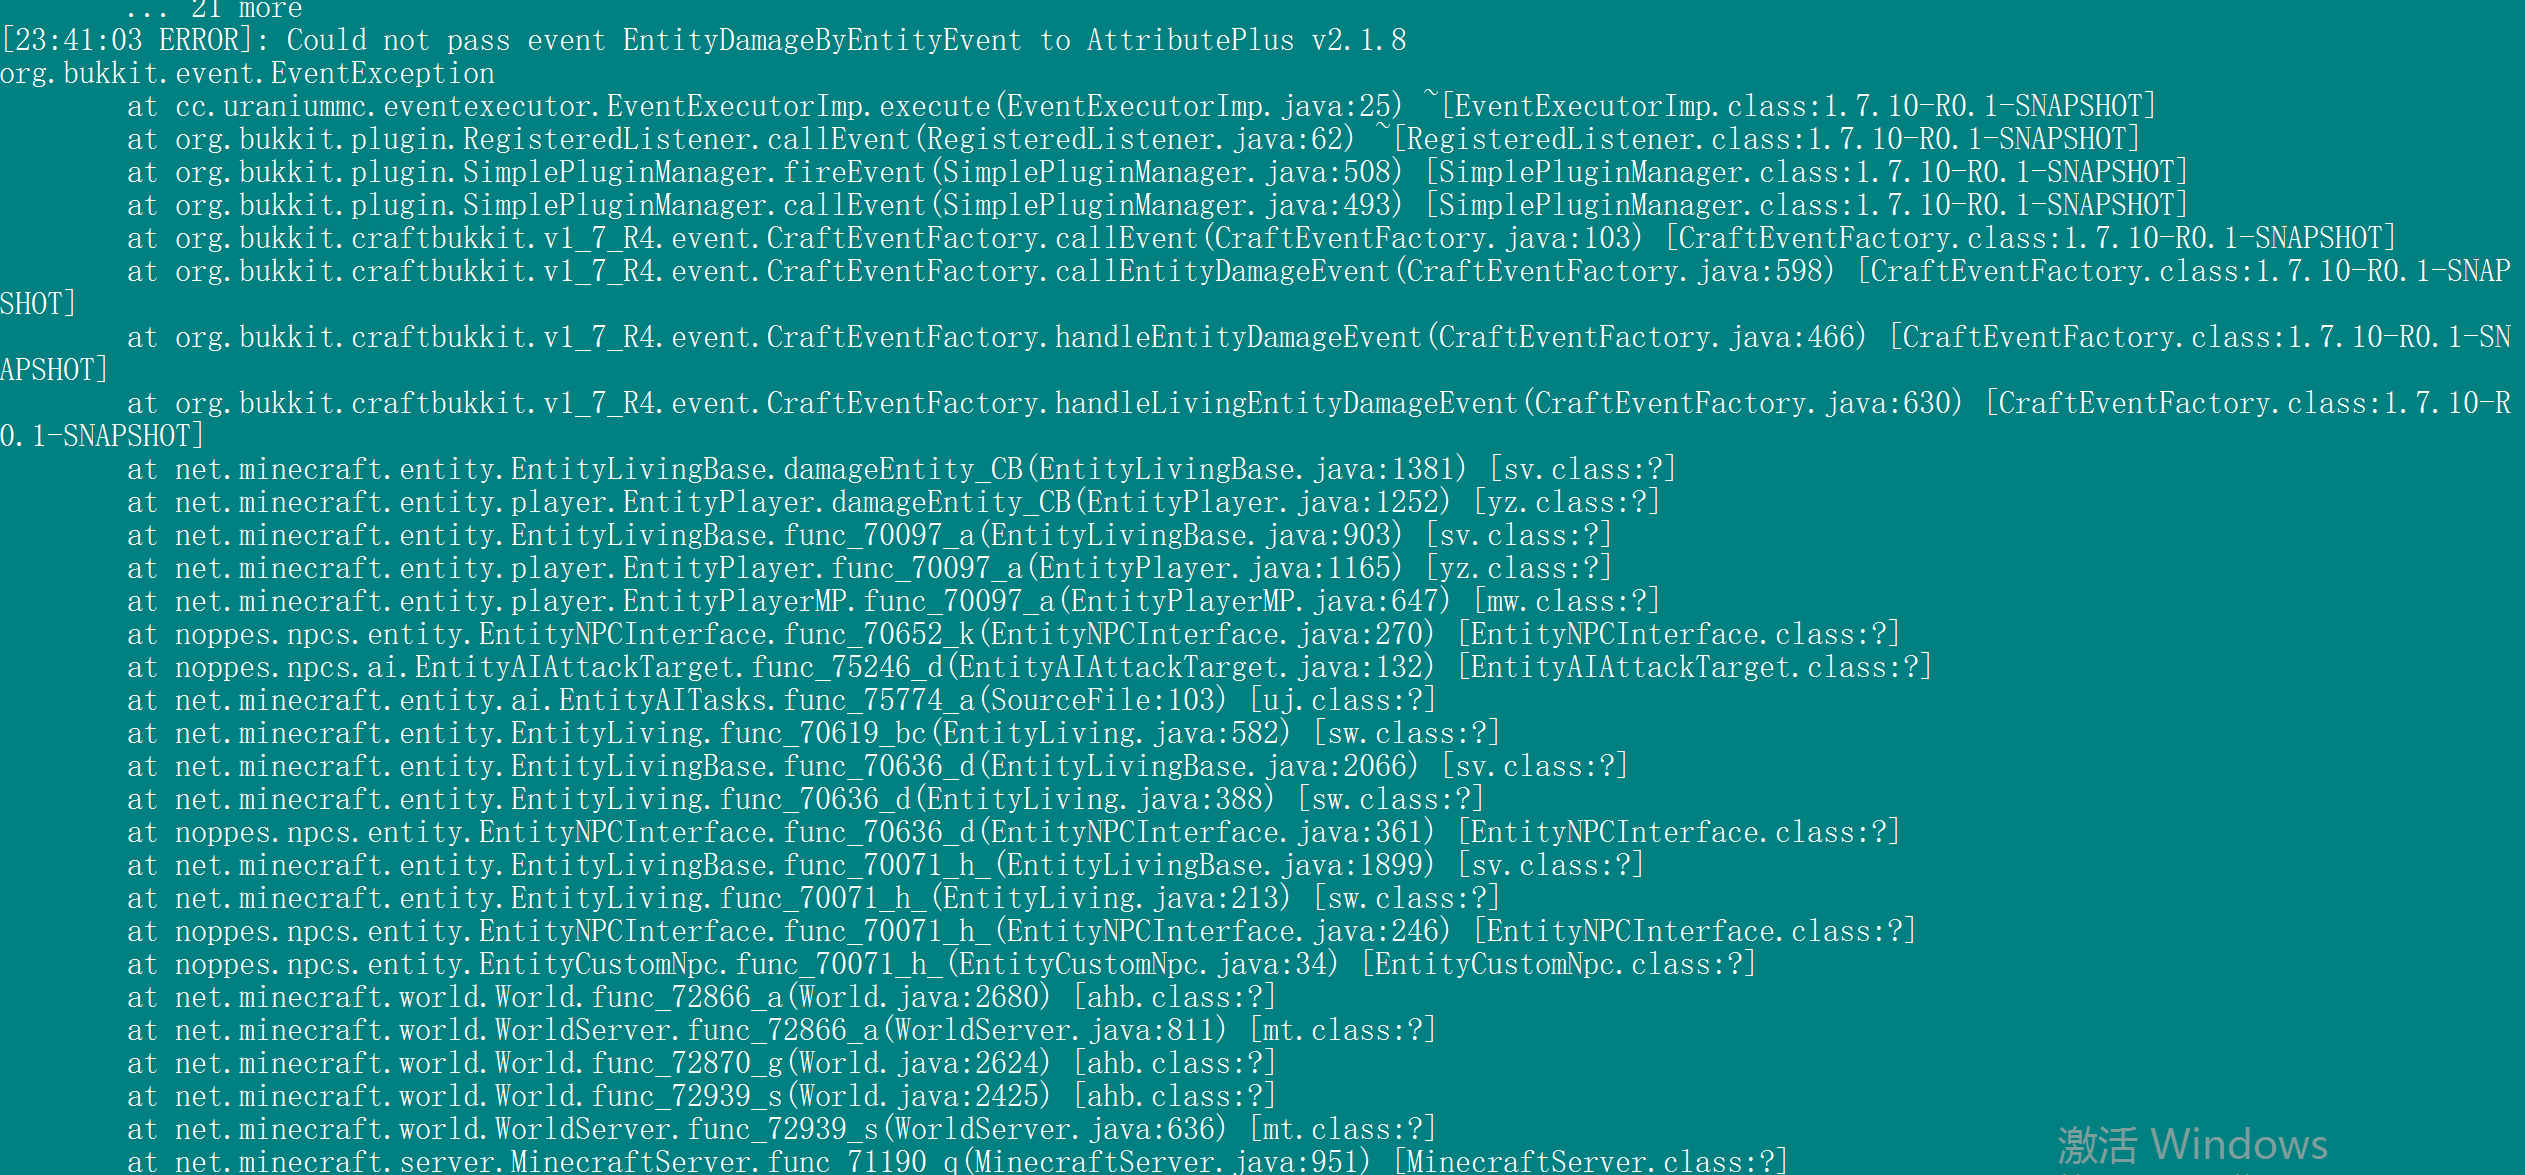 ... 21 more
[23:41:03 ERROR]: Could not pass event EntityDamageByEntityEvent to AttributePlus v2.1.8
org.bukkit.event.EventException
at cc.uraniummc.eventexecutor.EventExecutorImp.execute(EventExecutorImp.java:25) ~[EventExecutorImp.class:1.7.10-R0.1-SNAPSHOT]
at org.bukkit.plugin.RegisteredListener.callEvent(RegisteredListener.java:62) ~[RegisteredListener.class:1.7.10-R0.1-SNAPSHOT]
at org.bukkit.plugin.SimplePluginManager.fireEvent(SimplePluginManager.java:508) [SimplePluginManager.class:1.7.10-R0.1-SNAPSHOT]
at org.bukkit.plugin.SimplePluginManager.callEvent(SimplePluginManager.java:493) [SimplePluginManager.class:1.7.10-R0.1-SNAPSHOT]
at org.bukkit.craftbukkit.v1_7_R4.event.CraftEventFactory.callEvent(CraftEventFactory.java:103) [CraftEventFactory.class:1.7.10-R0.1-SNAPSHOT]
at org.bukkit.craftbukkit.v1_7_R4.event.CraftEventFactory.callEntityDamageEvent(CraftEventFactory.java:598) [CraftEventFactory.class:1.7.10-R0.1-SNAP
SHOT]
at org.bukkit.craftbukkit.v1_7_R4.event.CraftEventFactory.handleEntityDamageEvent(CraftEventFactory.java:466) [CraftEventFactory.class:1.7.10-R0.1-SN
APSHOT]
at org.bukkit.craftbukkit.v1_7_R4.event.CraftEventFactory.handleLivingEntityDamageEvent(CraftEventFactory.java:630) [CraftEventFactory.class:1.7.10-R
0.1-SNAPSHOT]
at net.minecraft.entity.EntityLivingBase.damageEntity_CB(EntityLivingBase.java:1381) [sv.class:?]
at net.minecraft.entity.player.EntityPlayer.damageEntity_CB(EntityPlayer.java:1252) [yz.class:?]
at net.minecraft.entity.EntityLivingBase.func_70097_a(EntityLivingBase.java:903) [sv.class:?]
at net.minecraft.entity.player.EntityPlayer.func_70097_a(EntityPlayer.java:1165) [yz.class:?]
at net.minecraft.entity.player.EntityPlayerMP.func_70097_a(EntityPlayerMP.java:647) [mw.class:?]
at noppes.npcs.entity.EntityNPCInterface.func_70652_k(EntityNPCInterface.java:270) [EntityNPCInterface.class:?]
at noppes.npcs.ai.EntityAIAttackTarget.func_75246_d(EntityAIAttackTarget.java:132) [EntityAIAttackTarget.class:?]
at net.minecraft.entity.ai.EntityAITasks.func_75774_a(SourceFile:103) [uj.class:?]
at net.minecraft.entity.EntityLiving.func_70619_bc(EntityLiving.java:582) [sw.class:?]
at net.minecraft.entity.EntityLivingBase.func_70636_d(EntityLivingBase.java:2066) [sv.class:?]
at net.minecraft.entity.EntityLiving.func_70636_d(EntityLiving.java:388) [sw.class:?]
at noppes.npcs.entity.EntityNPCInterface.func_70636_d(EntityNPCInterface.java:361) [EntityNPCInterface.class:?]
at net.minecraft.entity.EntityLivingBase.func_70071_h_(EntityLivingBase.java:1899) [sv.class:?]
at net.minecraft.entity.EntityLiving.func_70071_h_(EntityLiving.java:213) [sw.class:?]
at noppes.npcs.entity.EntityNPCInterface.func_70071_h_(EntityNPCInterface.java:246) [EntityNPCInterface.class:?]
at noppes.npcs.entity.EntityCustomNpc.func_70071_h_(EntityCustomNpc.java:34) [EntityCustomNpc.class:?]
at net.minecraft.world.World.func_72866_a(World.java:2680) [ahb.class:?]
at net.minecraft.world.WorldServer.func_72866_a(WorldServer.java:811) [mt.class:?]
at net.minecraft.world.World.func_72870_g(World.java:2624) [ahb.class:?]
at net.minecraft.world.World.func_72939_s(World.java:2425) [ahb.class:?]
at net.minecraft.world.WorldServer.func_72939_s(WorldServer.java:636) [mt.class:?]
at net.minecraft.server.MinecraftServer.func_71190_q(MinecraftServer.java:951) [MinecraftServer.class:?]
激活 Windows